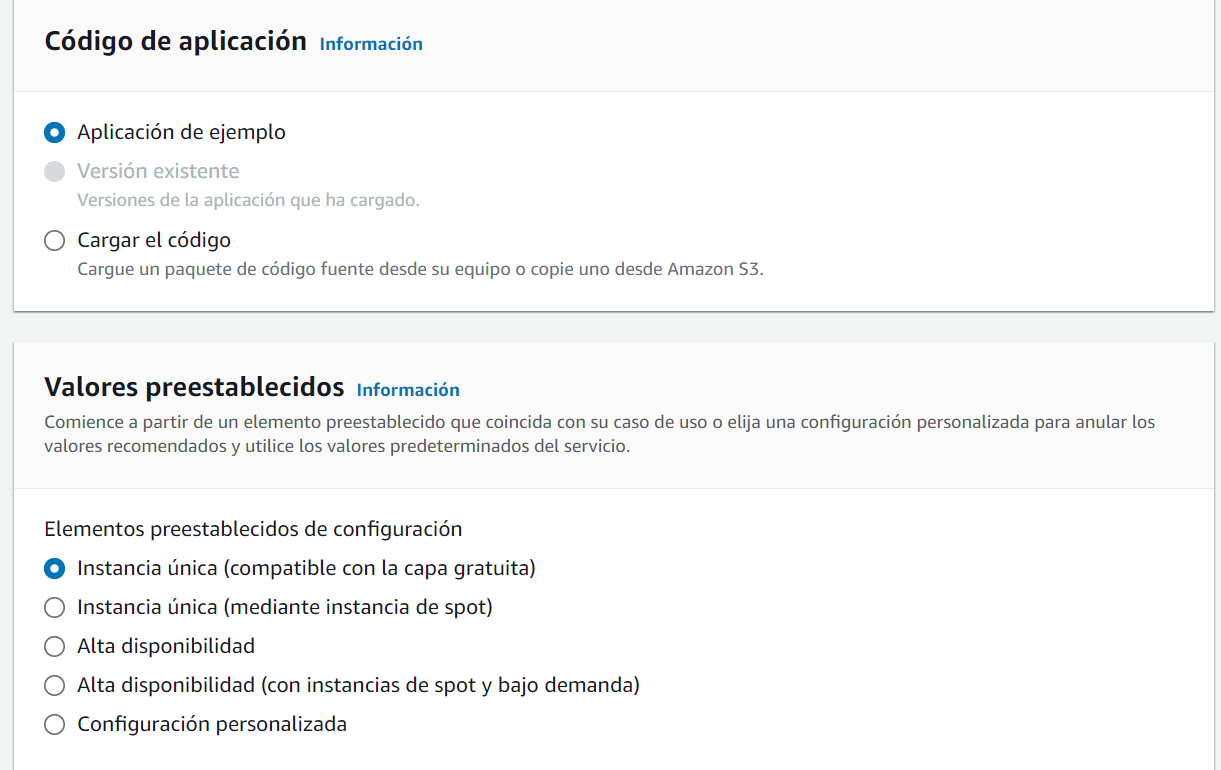 Código de aplicación Información
Aplicación de ejemplo
Versión existente
Versiones de la aplicación que ha cargado.
Cargar el código
Cargue un paquete de código fuente desde su equipo o copie uno desde Amazon S3.
Valores preestablecidos Información
Comience a partir de un elemento preestablecido que coincida con su caso de uso o elija una configuración personalizada para anular los
valores recomendados y utilice los valores predeterminados del servicio.
Elementos preestablecidos de configuración
Instancia única (compatible con la capa gratuita)
Instancia única (mediante instancia de spot)
Alta disponibilidad
Alta disponibilidad (con instancias de spot y bajo demanda)
Configuración personalizada